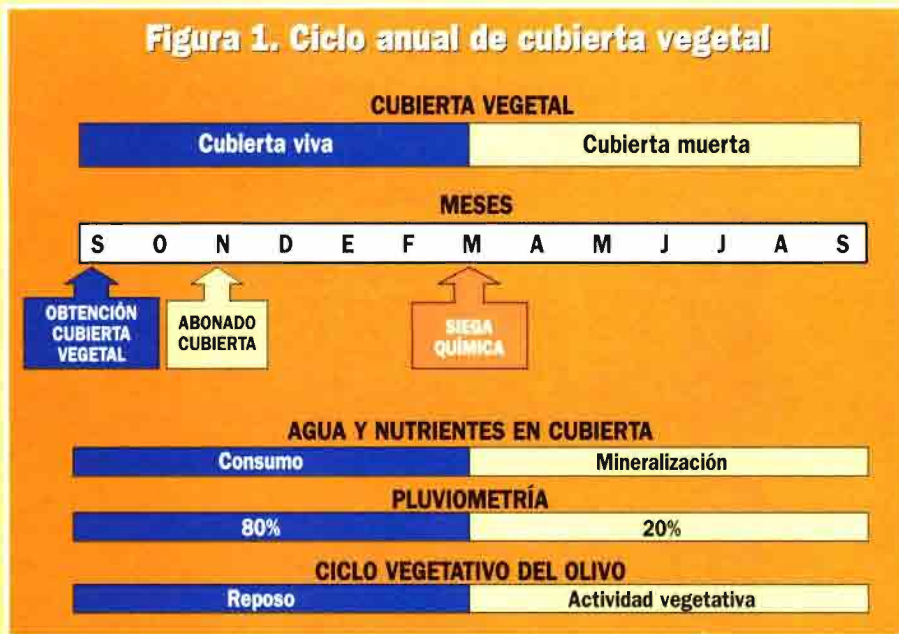 Figura 1. Ciclo anual de cubierta vegetal
CUBIERTA VEGETAL
Cubierta viva Cubierta muerta
MESES
S O N D E F M A M J J A S
OBTENCIÓN
CUBIERTA
VEGETAL
ABONADO
CUBIERTA
SIEGA
QUÍMICA
AGUA Y NUTRIENTES EN CUBIERTA
Consumo Mineralización
PLUVIOMETRÍA
80% 20%
CICLO VEGETATIVO DEL OLIVO
Reposo Actividad vegetativa